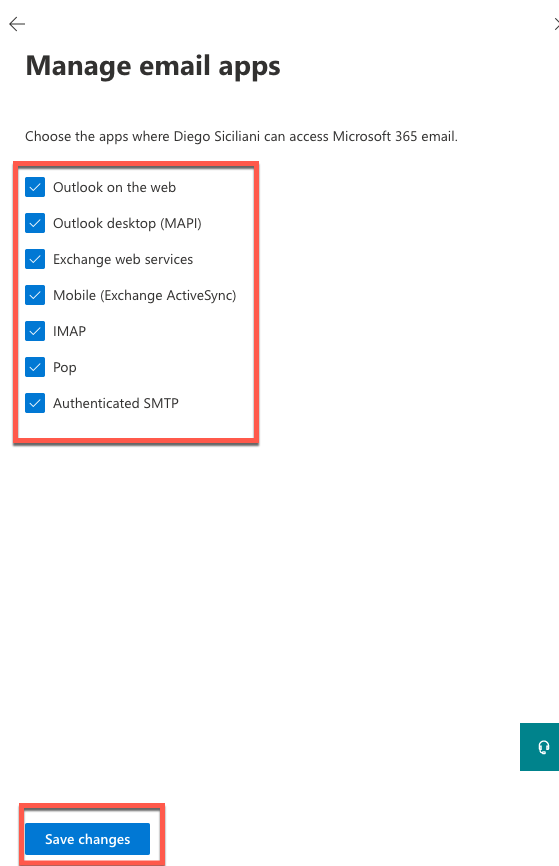 Manage email apps
Choose the apps where Diego Siciliani can access Microsoft 365 email.
Outlook on the web
Outlook desktop (MAPI)
Exchange web services
Mobile (Exchange ActiveSync)
IMAP
Pop
Authenticated SMTP
Save changes